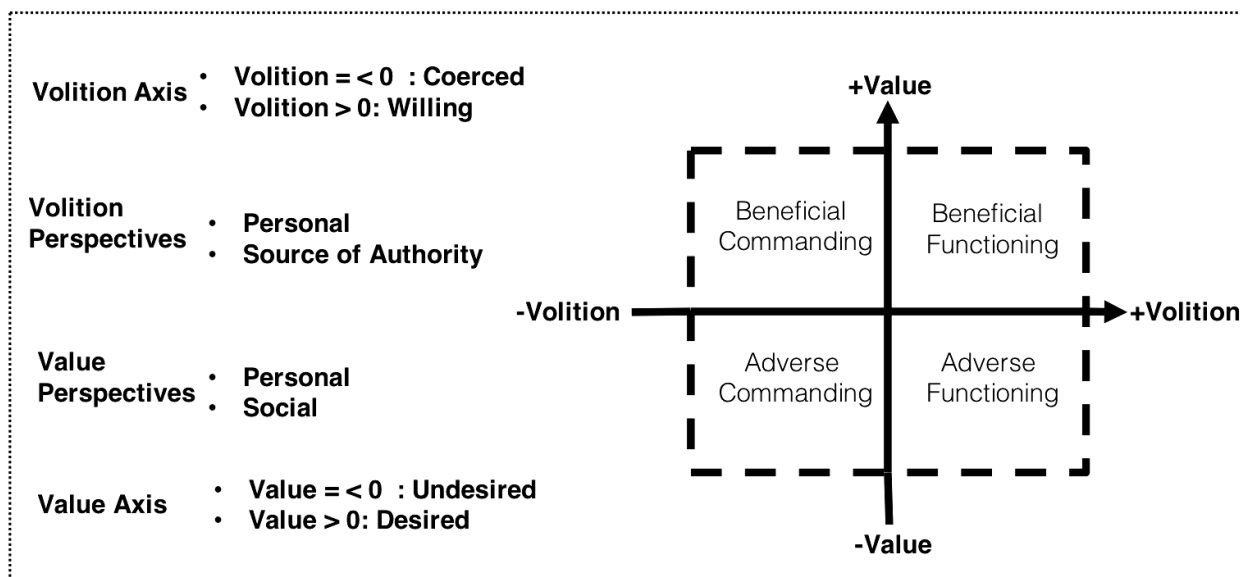 Volition Axis
• Volition = < 0 : Coerced
• Volition > 0: Willing
Volition
Perspectives
• Personal
• Source of Authority
Value
Perspectives
• Personal
• Social
Value Axis
• Value = < 0 : Undesired
• Value > 0: Desired
+Value
Beneficial
Commanding
Beneficial
Functioning
-Volition
+Volition
Adverse
Commanding
Adverse
Functioning
-Value